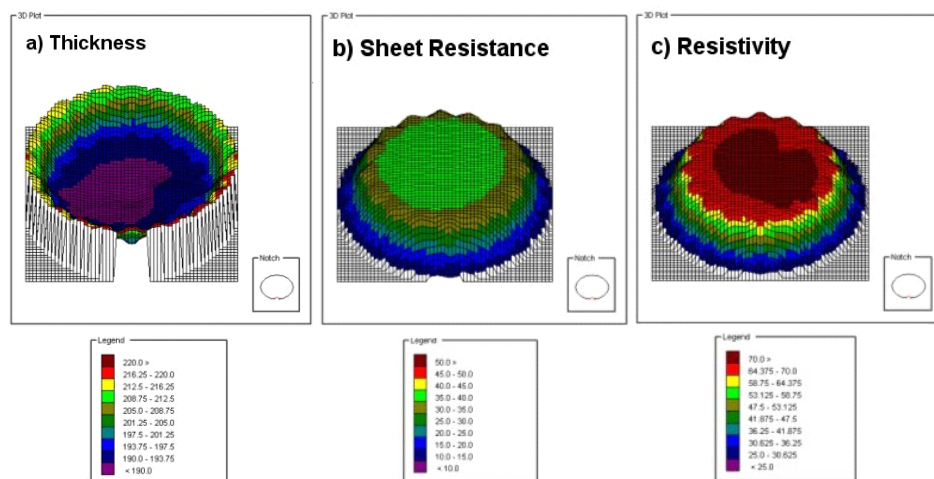 3D Plot
a) Thickness
Notch
Legend
220.0 >
216.25 - 220.0
212.5 - 216.25
208.75 - 212.5
205.0 - 208.75
201.25 - 205.0
197.5 - 201.25
193.75 - 197.5
190.0 - 193.75
< 190.0
3D Plot
b) Sheet Resistance
Notch
Legend
50.0 >
45.0 - 50.0
40.0 - 45.0
35.0 - 40.0
30.0 - 35.0
25.0 - 30.0
20.0 - 25.0
15.0 - 20.0
10.0 - 15.0
< 10.0
3D Plot
c) Resistivity
Notch
Legend
70.0 >
64.375 - 70.0
58.75 - 64.375
53.125 - 58.75
47.5 - 53.125
41.875 - 47.5
36.25 - 41.875
30.625 - 36.25
25.0 - 30.625
< 25.0